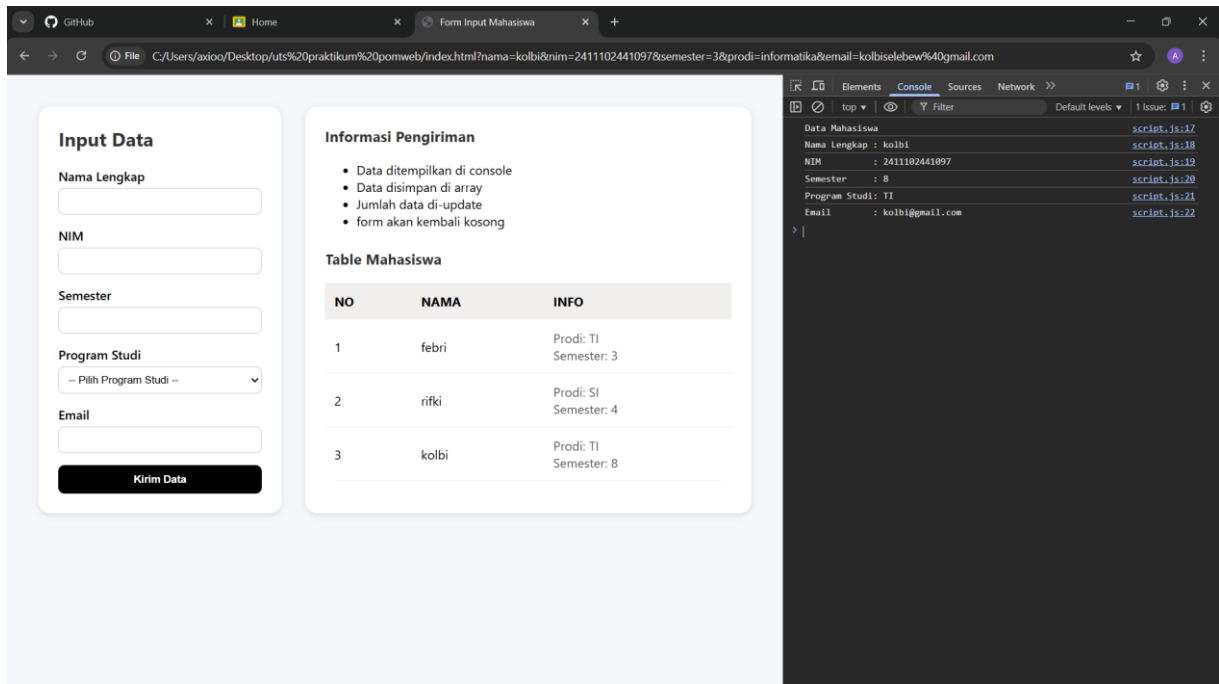 GitHub
Home
Form Input Mahasiswa
File C:/Users/axioo/Desktop/uts%20praktikum%20pomweb/index.html?nama=kolbi&nim=2411102441097&semester=3&prodi=informatika&email=kolbiselebew%40gmail.com
A
Input Data
Nama Lengkap
NIM
Semester
Program Studi
-- Pilih Program Studi --
Email
Kirim Data
Informasi Pengiriman
• Data ditempilkan di console
• Data disimpan di array
• Jumlah data di-update
• form akan kembali kosong
Table Mahasiswa
NO NAMA INFO
1 febri Prodi: TI
Semester: 3
2 rifki Prodi: SI
Semester: 4
3 kolbi Prodi: TI
Semester: 8
Elements Console Sources Network 1
top Filter Default levels 1 Issue: 1
Data Mahasiswa script.js:17
Nama Lengkap : kolbi script.js:18
NIM : 2411102441097 script.js:19
Semester : 8 script.js:20
Program Studi: TI script.js:21
Email : kolbi@gmail.com script.js:22